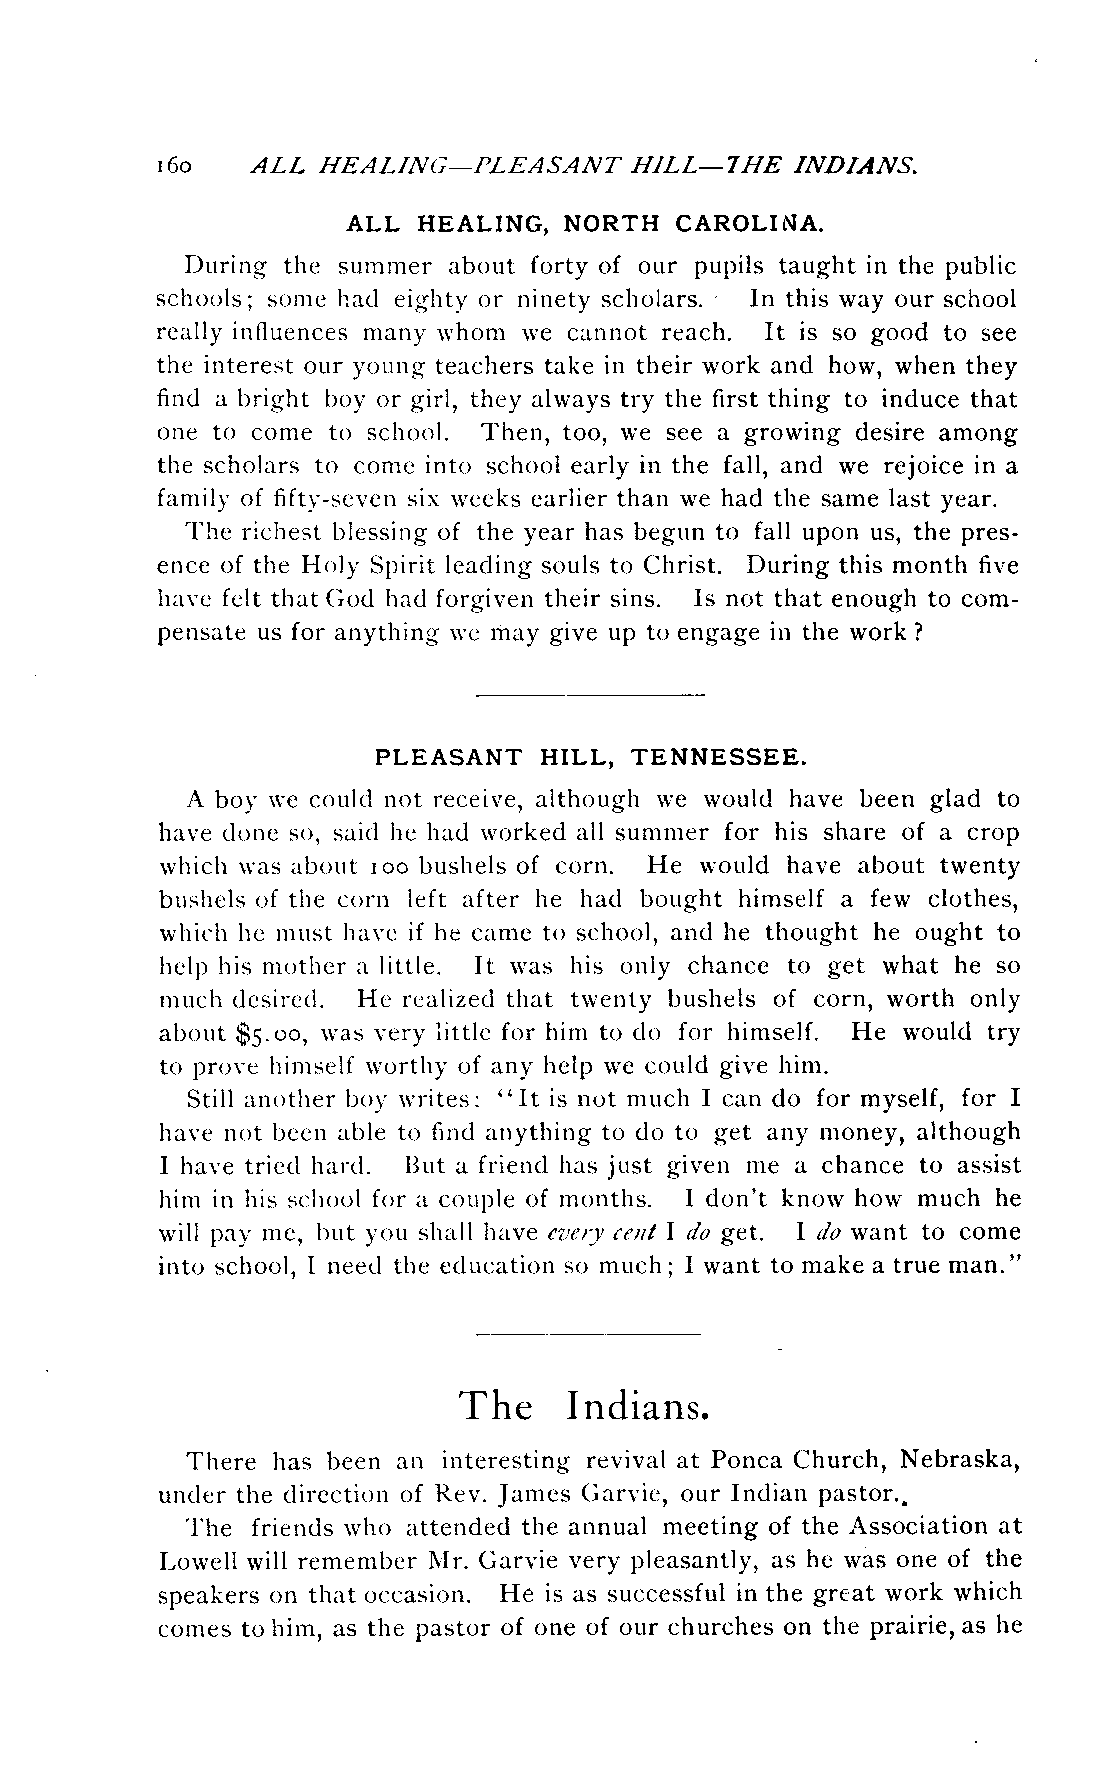 160 ALL HEALING—PLEASANT HILL—THE INDIANS.
ALL HEALING, NORTH CAROLINA.
During the summer about forty of our pupils taught in the public
schools; some had eighty or ninety scholars. In this way our school
really influences many whom we cannot reach. It is so good to see
the interest our young teachers take in their work and how, when they
find a bright boy or girl, they always try the first thing to induce that
one to come to school. Then, too, we see a growing desire among
the scholars to come into school early in the fall, and we rejoice in a
family of fifty-seven six weeks earlier than we had the same last year.
The richest blessing of the year has begun to fall upon us, the pres-
ence of the Holy Spirit leading souls to Christ. During this month five
have felt that God had forgiven their sins. Is not that enough to com-
pensate us for anything we may give up to engage in the work?
PLEASANT HILL, TENNESSEE.
A boy we could not receive, although we would have been glad to
have done so, said he had worked all summer for his share of a crop
which was about 100 bushels of corn. He would have about twenty
bushels of the corn left after he had bought himself a few clothes,
which he must have if he came to school, and he thought he ought to
help his mother a little. It was his only chance to get what he so
much desired. He realized that twenty bushels of corn, worth only
about $5.00, was very little for him to do for himself. He would try
to prove himself worthy of any help we could give him.
Still another boy writes: "It is not much I can do for myself, for I
have not been able to find anything to do to get any money, although
I have tried hard. But a friend has just given me a chance to assist
him in his school for a couple of months. I don't know how much he
will pay me, but you shall have every cent I do get. I do want to come
into school, I need the education so much; I want to make a true man."
The Indians.
There has been an interesting revival at Ponca Church, Nebraska,
under the direction of Rev. James Garvie, our Indian pastor..
The friends who attended the annual meeting of the Association at
Lowell will remember Mr. Garvie very pleasantly, as he was one of the
speakers on that occasion. He is as successful in the great work which
comes to him, as the pastor of one of our churches on the prairie, as he